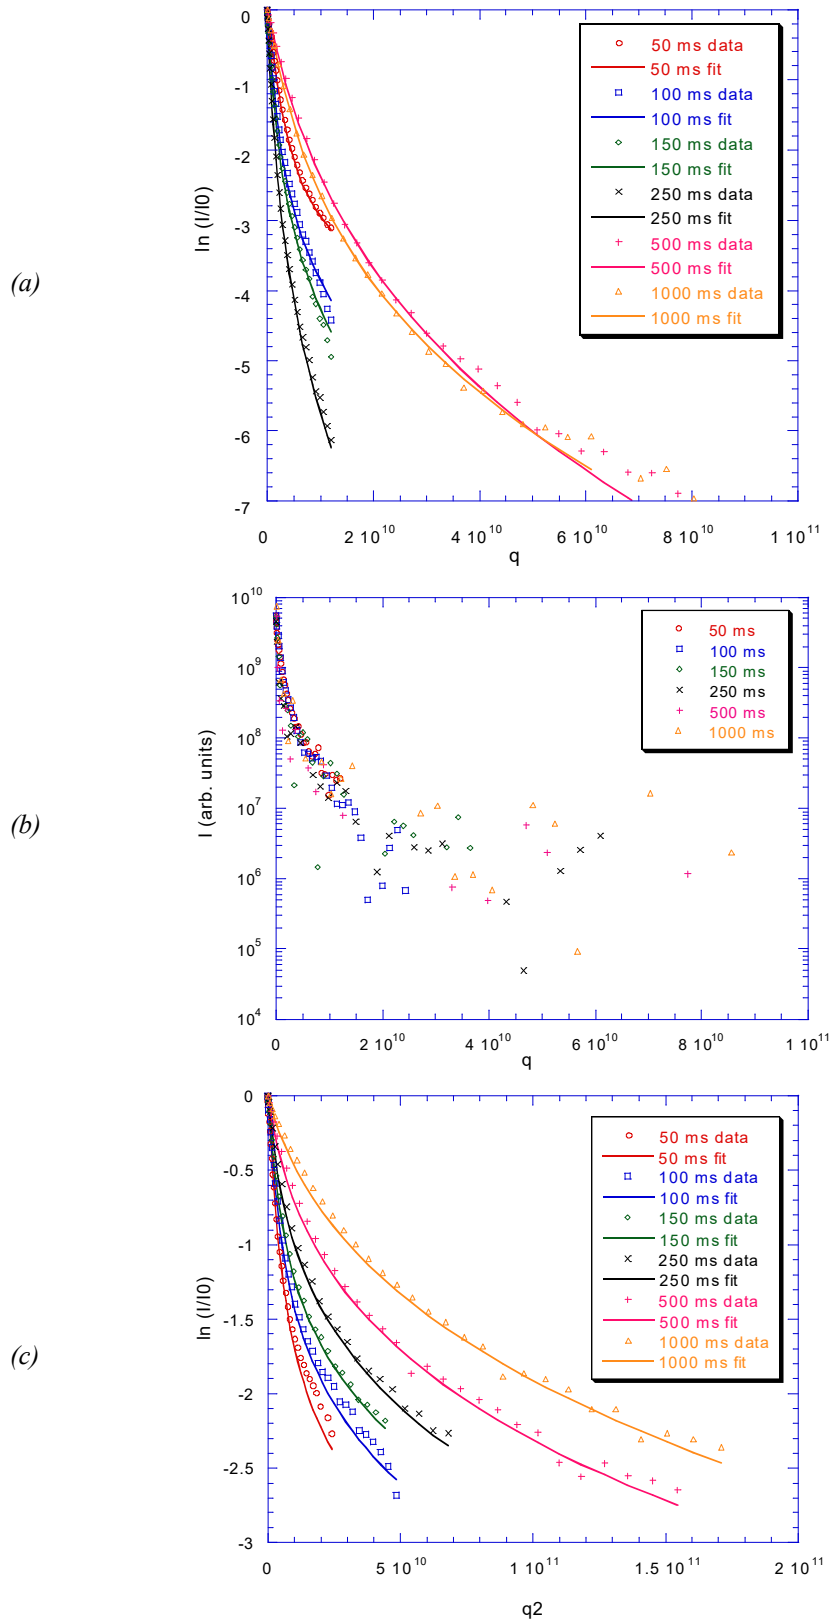 0
-1
-2
-3
-4
-5
-6
-7
ln (I/I0)
(a)
50 ms data
50 ms fit
100 ms data
100 ms fit
150 ms data
150 ms fit
250 ms data
250 ms fit
500 ms data
500 ms fit
1000 ms data
1000 ms fit
0 2 10^10 4 10^10 6 10^10 8 10^10 1 10^11
q
10^10
10^9
10^8
10^7
10^6
10^5
10^4
I (arb. units)
(b)
50 ms
100 ms
150 ms
250 ms
500 ms
1000 ms
0 2 10^10 4 10^10 6 10^10 8 10^10 1 10^11
q
0
-0.5
-1
-1.5
-2
-2.5
-3
ln (I/I0)
(c)
50 ms data
50 ms fit
100 ms data
100 ms fit
150 ms data
150 ms fit
250 ms data
250 ms fit
500 ms data
500 ms fit
1000 ms data
1000 ms fit
0 5 10^10 1 10^11 1.5 10^11 2 10^11
q2